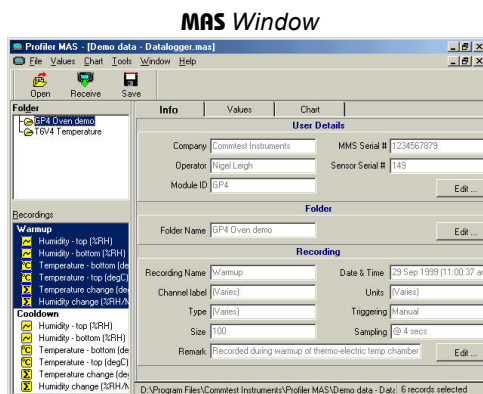 MAS Window
Profiler MAS - [Demo data - Datalogger.mas]
File Values Chart Tools Window Help
Open Receive Save
Folder
GP4 Oven demo
T6V4 Temperature
Recordings
Warmup
Humidity - top (%RH)
Humidity - bottom (%RH)
Temperature - bottom (de
Temperature - top (degC)
Temperature change (de
Humidity change (%RH/N
Cooldown
Humidity - top (%RH)
Humidity - bottom (%RH)
Temperature - bottom (de
Temperature - top (degC)
Temperature change (de
Humidity change (%RH/N
Info Values Chart
User Details
Company Commtest Instruments MMS Serial # 1234567879
Operator Nigel Leigh Sensor Serial # 149
Module ID GP4 Edit ...
Folder
Folder Name GP4 Oven demo Edit ...
Recording
Recording Name Warmup Date & Time 29 Sep 1999 (11:00:37 am
Channel label (Varies) Units (Varies)
Type (Varies) Triggering Manual
Size 100 Sampling @ 4 secs
Remark Recorded during warmup of thermo-electric temp chamber Edit ...
D:\Program Files\Commtest Instruments\Profiler MAS\Demo data - Data 6 records selected